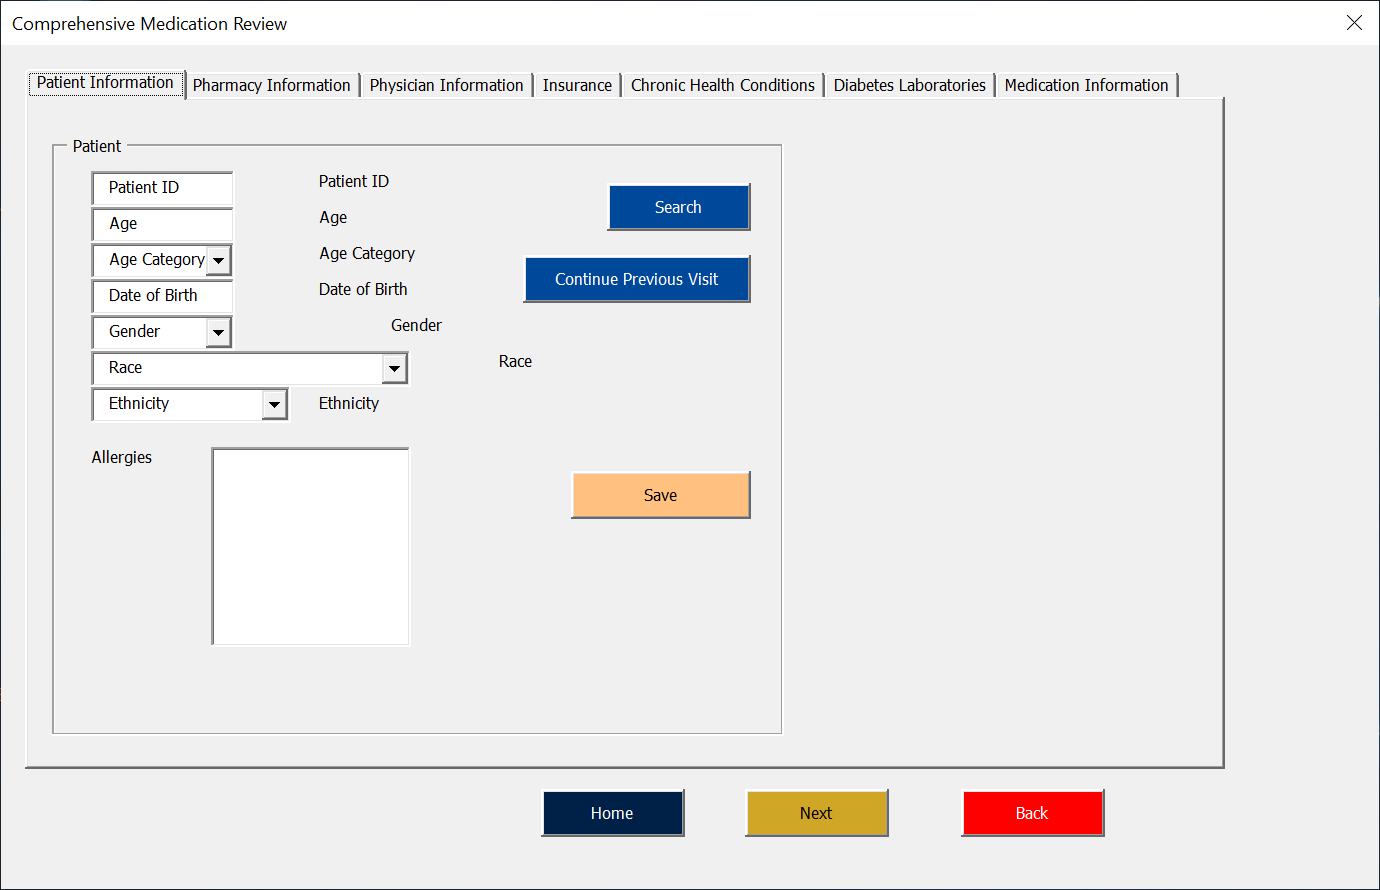 Comprehensive Medication Review
Patient Information Pharmacy Information Physician Information Insurance Chronic Health Conditions Diabetes Laboratories Medication Information
Patient
Patient ID Patient ID Search
Age Age
Age Category Age Category
Continue Previous Visit
Date of Birth Date of Birth
Gender Gender
Race Race
Ethnicity Ethnicity
Allergies
Save
Home Next Back